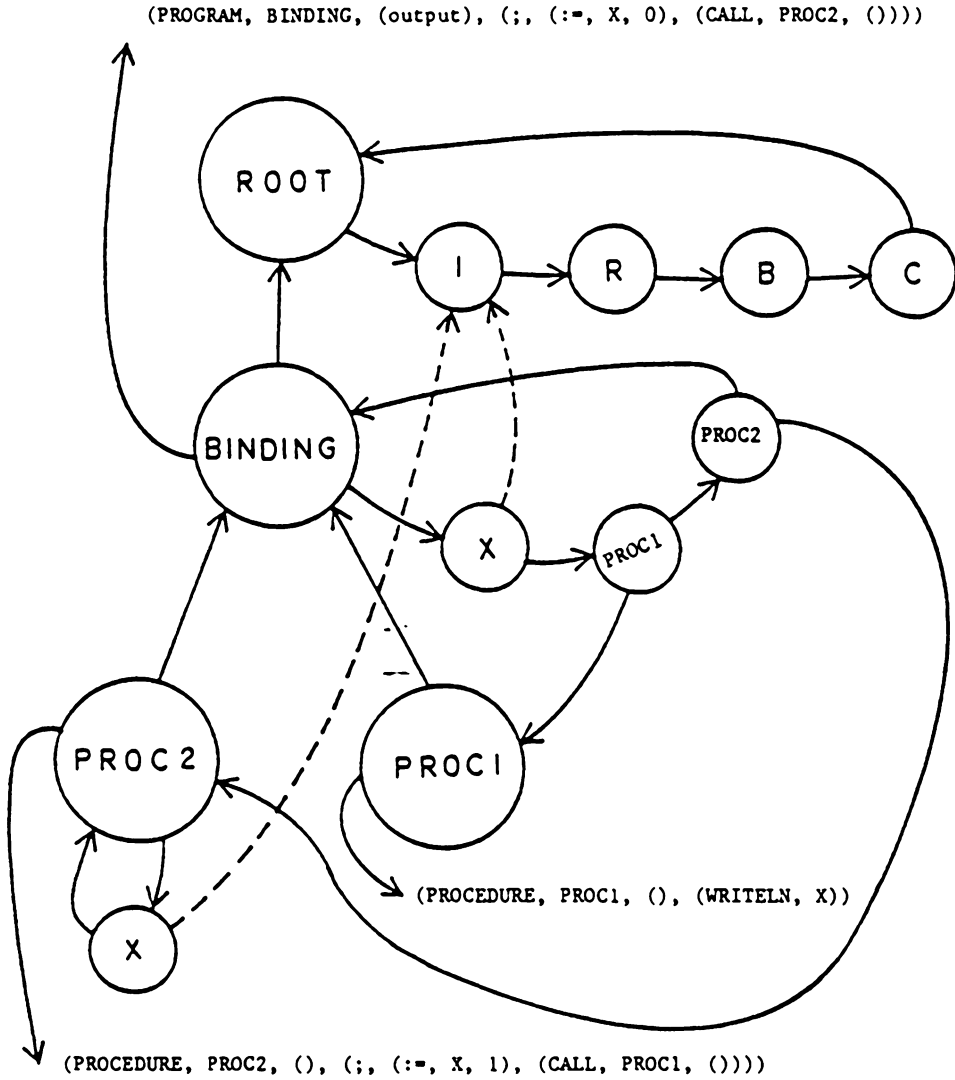 (PROGRAM, BINDING, (output), (;, (:=, X, 0), (CALL, PROC2, ())))
ROOT
I
R
B
C
BINDING
PROC2
X
PROC1
PROC2
PROC1
(PROCEDURE, PROC1, (), (WRITELN, X))
X
(PROCEDURE, PROC2, (), (;, (:=, X, 1), (CALL, PROC1, ())))